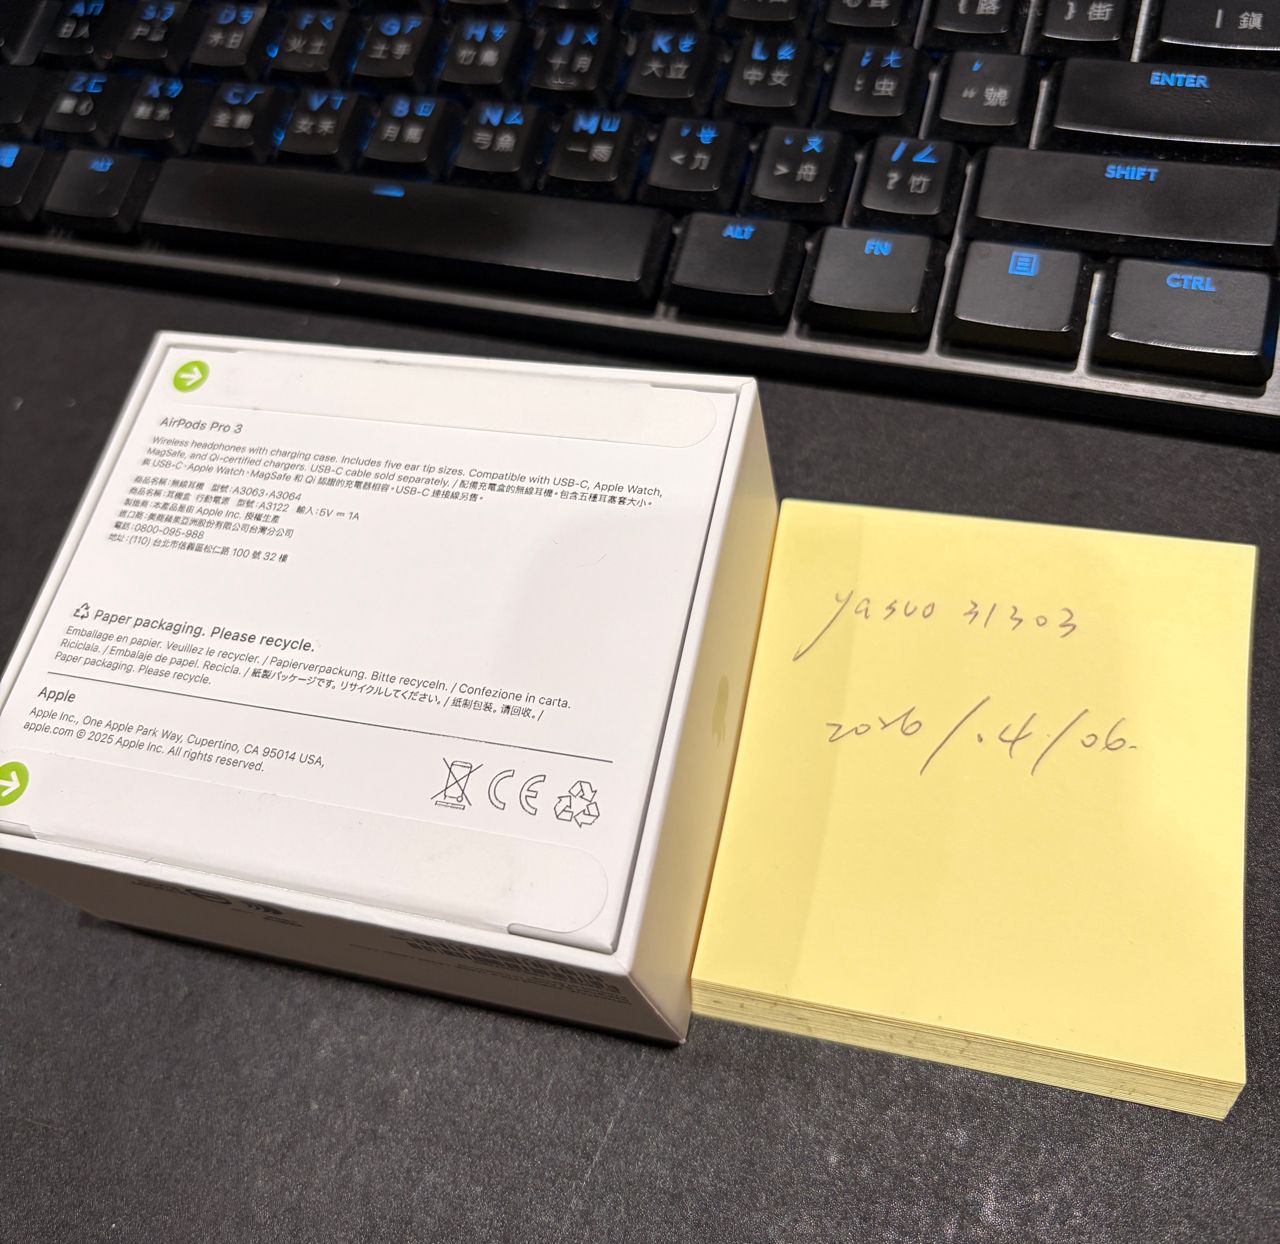 ENTER
SHIFT
ALT
FN
CTRL
AirPods Pro 3
Wireless headphones with charging case. Includes five ear tip sizes. Compatible with USB-C, Apple Watch,
MagSafe, and Qi-certified chargers. USB-C cable sold separately. / 配備充電盒的無線耳機。包含五種耳塞套大小。
與 USB-C、Apple Watch、MagSafe 和 Qi 認證的充電器相容。USB-C 連接線另售。
商品名稱：無線耳機 型號：A3063、A3064
商品名稱：耳機盒 行動電源 型號：A3122 輸入：5V ⎓ 1A
製造商：本產品是由 Apple Inc. 授權生產
進口商：美商蘋果亞洲股份有限公司台灣分公司
電話：0800-095-988
地址：(110) 台北市信義區松仁路 100 號 32 樓
Paper packaging. Please recycle.
Emballage en papier. Veuillez le recycler. / Papierverpackung. Bitte recyceln. / Confezione in carta.
Riciclala. / Embalaje de papel. Recicla. / 紙製パッケージです。リサイクルしてください。/ 纸制包装。请回收。/
Paper packaging. Please recycle.
Apple
Apple Inc., One Apple Park Way, Cupertino, CA 95014 USA,
apple.com © 2025 Apple Inc. All rights reserved.
CE
yasuo 31303
2026/.4/06.